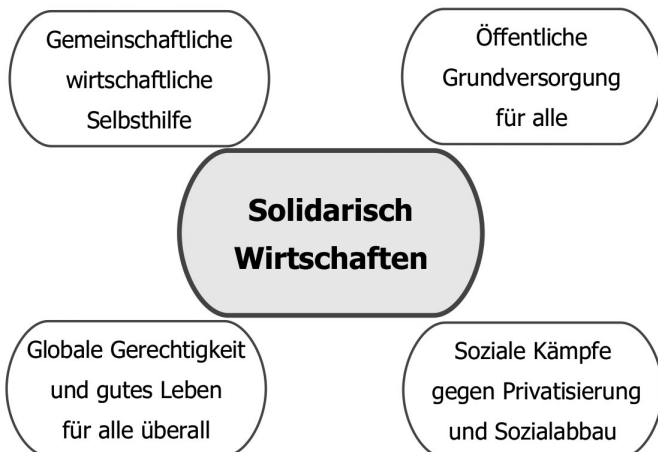 Gemeinschaftliche
wirtschaftliche
Selbsthilfe
Öffentliche
Grundversorgung
für alle
Solidarisch
Wirtschaften
Globale Gerechtigkeit
und gutes Leben
für alle überall
Soziale Kämpfe
gegen Privatisierung
und Sozialabbau